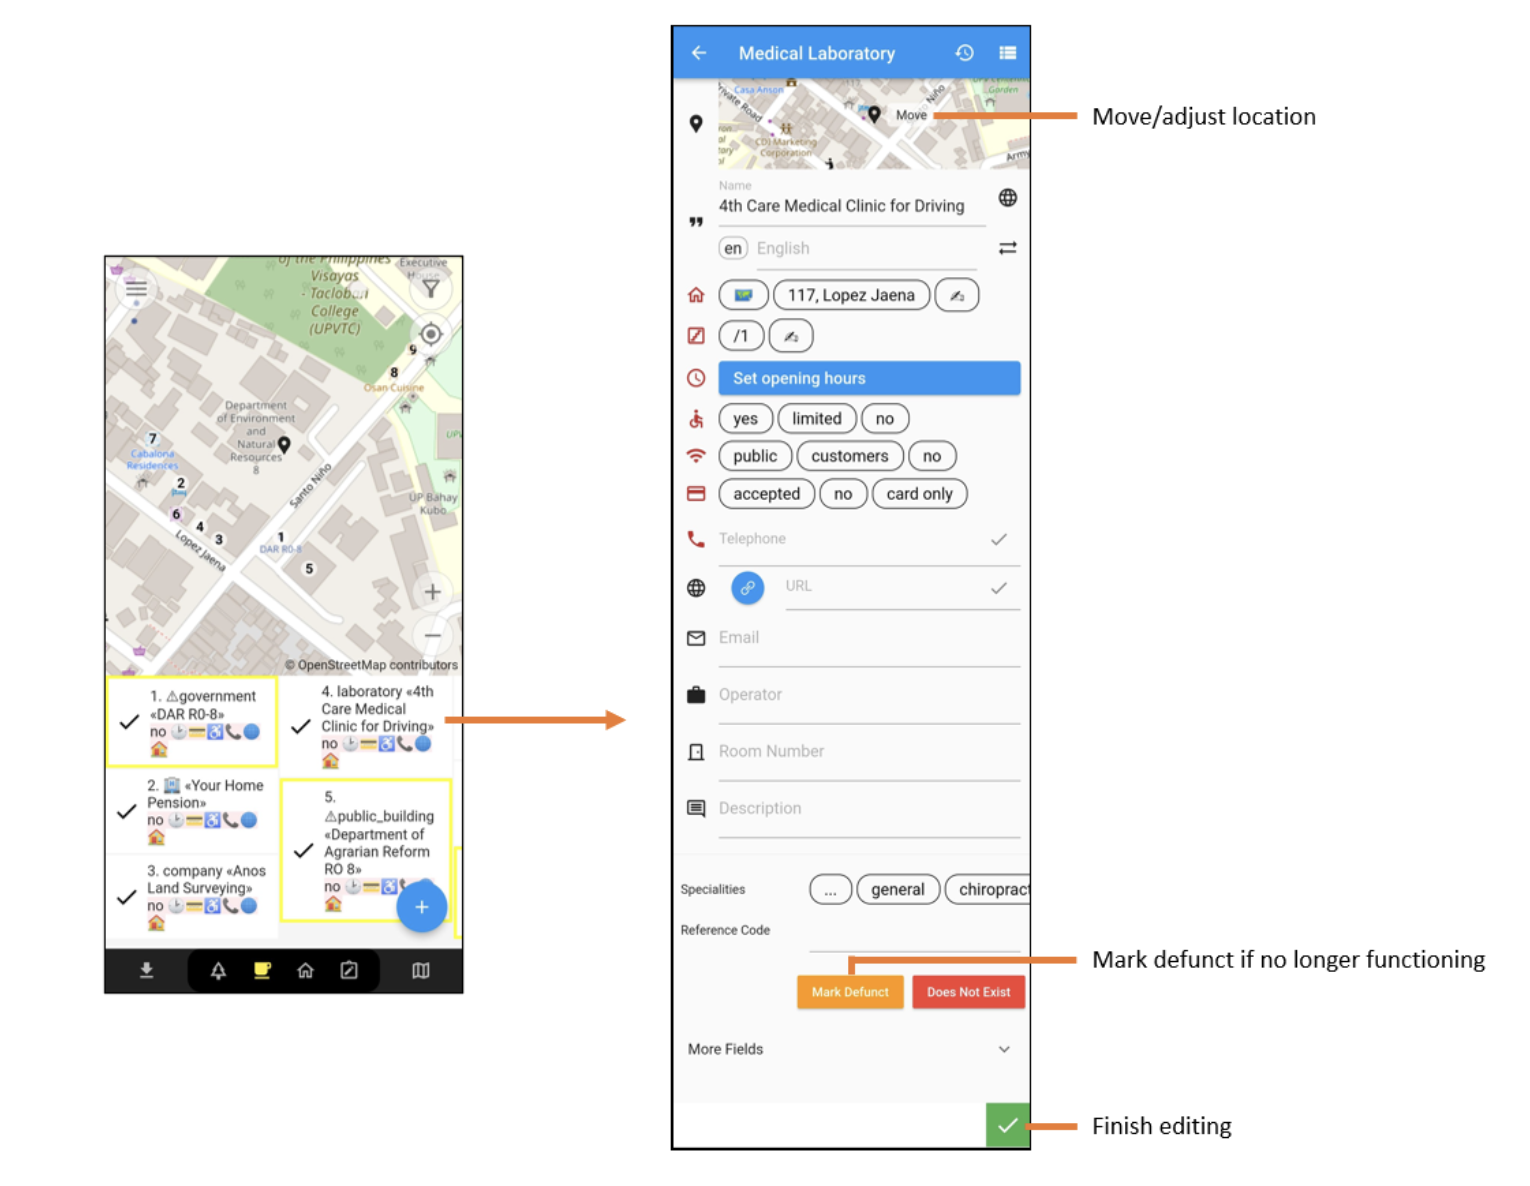 of the Philippines
Visayas
- Tacloban
College
(UPVTC)
Executive
House
9
8
Osan Cuisine
Department
of Environment
and
Natural
Resources
8
7
Cabalona
Residences
2
6
4
3
Lopez Jaena
Santo Niño
1
DAR RO-8
5
UP Bahay
Kubo
+
−
© OpenStreetMap contributors
1. ⚠government
«DAR R0-8»
no
2. «Your Home
Pension»
no
3. company «Anos
Land Surveying»
no
4. laboratory «4th
Care Medical
Clinic for Driving»
no
5.
⚠public_building
«Department of
Agrarian Reform
RO 8»
no
+
Medical Laboratory
Casa Anson
Private Road
CDJ Marketing
Corporation
Niño
Garden
Army
Move
Move/adjust location
Name
4th Care Medical Clinic for Driving
en English
117, Lopez Jaena
/1
Set opening hours
yes limited no
public customers no
accepted no card only
Telephone
URL
Email
Operator
Room Number
Description
Specialities ... general chiropract
Reference Code
Mark defunct if no longer functioning
Mark Defunct Does Not Exist
More Fields
Finish editing